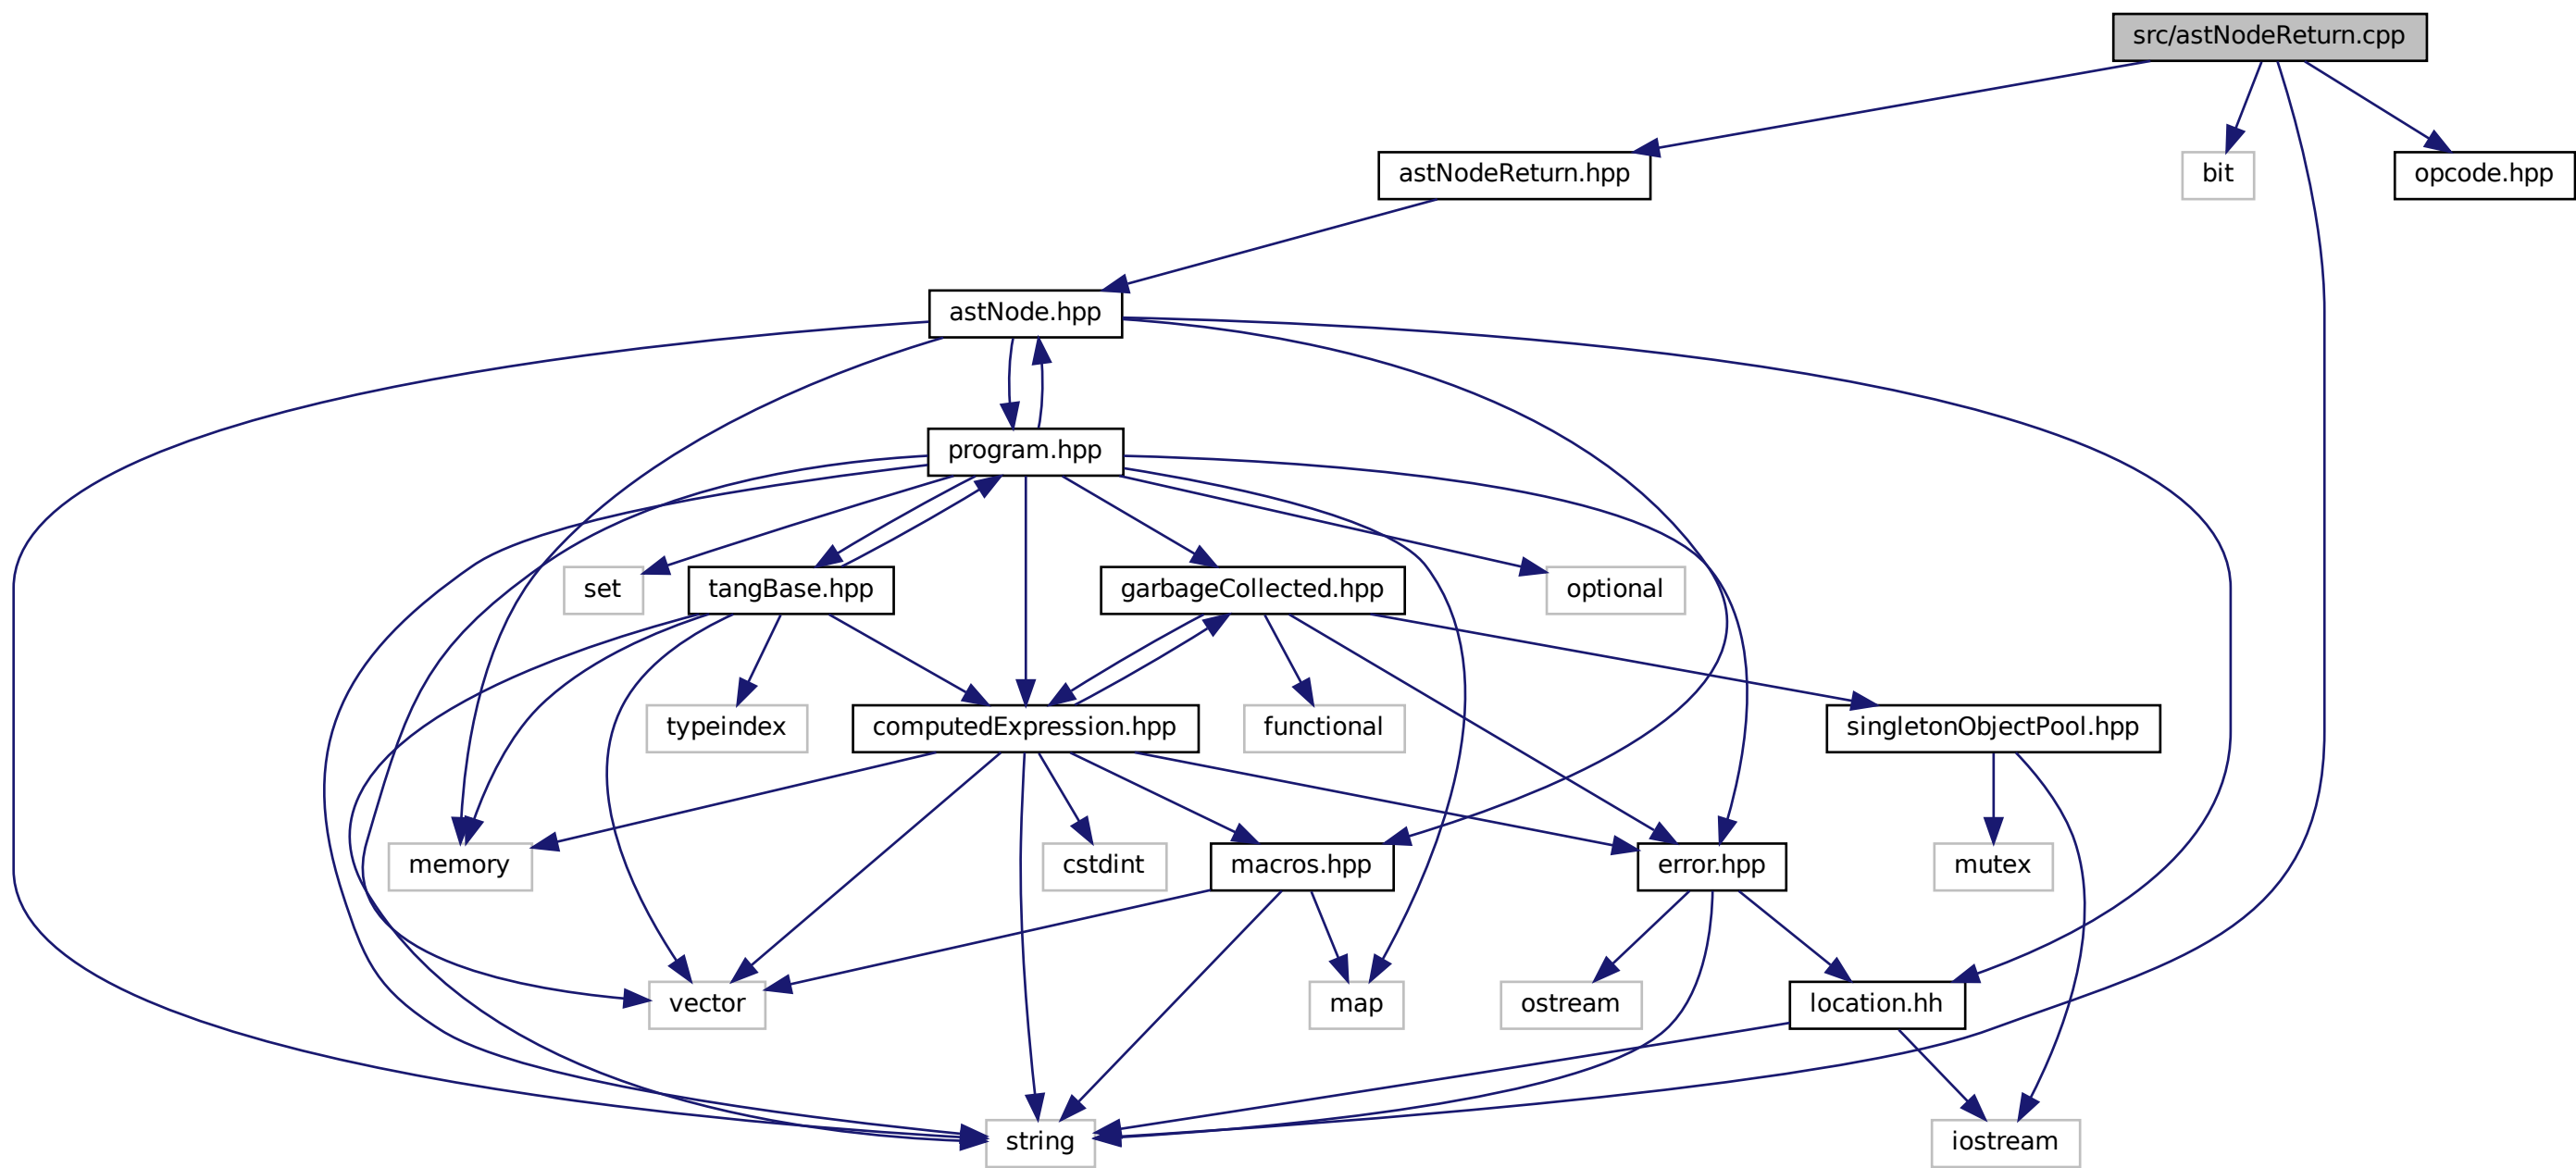 src/astNodeReturn.cpp
astNodeReturn.hpp
bit
opcode.hpp
astNode.hpp
program.hpp
set
tangBase.hpp
garbageCollected.hpp
optional
typeindex
computedExpression.hpp
functional
singletonObjectPool.hpp
memory
cstdint
macros.hpp
error.hpp
mutex
vector
map
ostream
location.hh
string
iostream